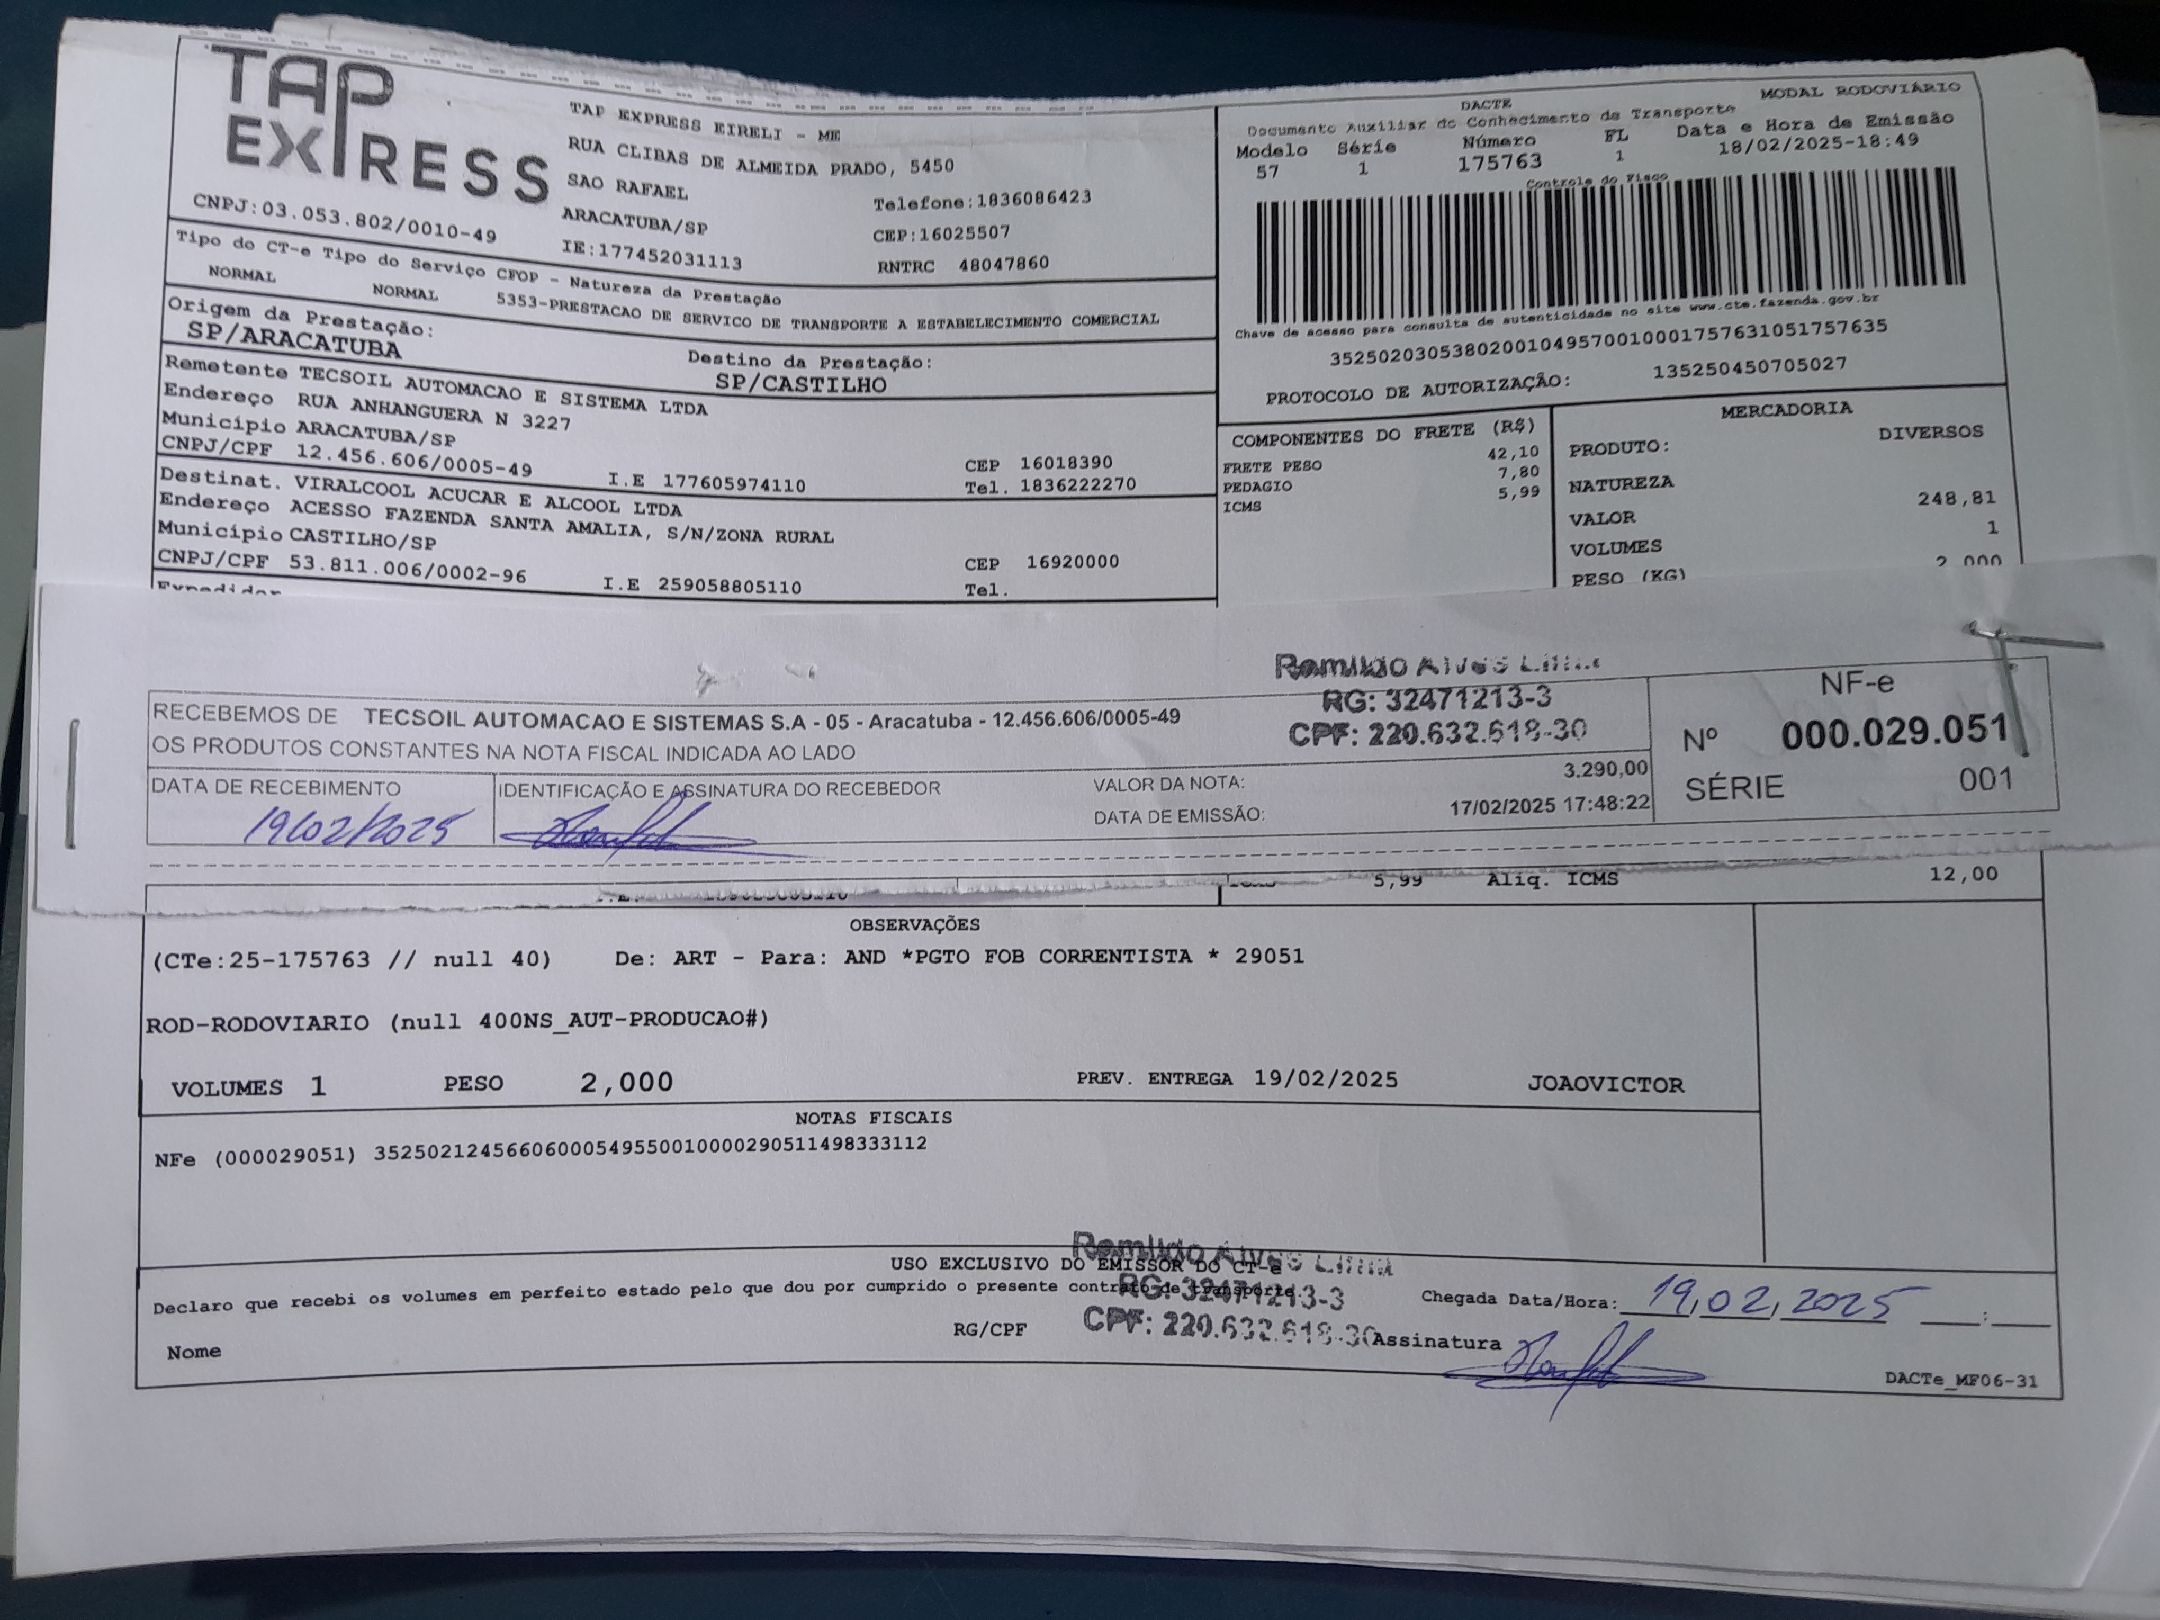 TAP EXPRESS
TAP EXPRESS EIRELI - ME
RUA CLIBAS DE ALMEIDA PRADO, 5450
SAO RAFAEL
ARACATUBA/SP
IE:177452031113
Telefone:1836086423
CEP:16025507
RNTRC 48047860
CNPJ:03.053.802/0010-49
Tipo do CT-e Tipo do Serviço CFOP - Natureza da Prestação
NORMAL NORMAL 5353-PRESTACAO DE SERVICO DE TRANSPORTE A ESTABELECIMENTO COMERCIAL
Origem da Prestação:
SP/ARACATUBA
Destino da Prestação:
SP/CASTILHO
Remetente TECSOIL AUTOMACAO E SISTEMA LTDA
Endereço RUA ANHANGUERA N 3227
Município ARACATUBA/SP
CEP 16018390
CNPJ/CPF 12.456.606/0005-49 I.E 177605974110 Tel. 1836222270
Destinat. VIRALCOOL ACUCAR E ALCOOL LTDA
Endereço ACESSO FAZENDA SANTA AMALIA, S/N/ZONA RURAL
Município CASTILHO/SP
CEP 16920000
CNPJ/CPF 53.811.006/0002-96 I.E 259058805110 Tel.
Expedidor
DACTE MODAL RODOVIÁRIO
Documento Auxiliar do Conhecimento de Transporte
Modelo Série Número FL Data e Hora de Emissão
57 1 175763 1 18/02/2025-18:49
Controle do Fisco
Chave de acesso para consulta de autenticidade no site www.cte.fazenda.gov.br
35250203053802001049570010001757631051757635
PROTOCOLO DE AUTORIZAÇÃO: 135250450705027
COMPONENTES DO FRETE (R$)
FRETE PESO 42,10
PEDAGIO 7,80
ICMS 5,99
MERCADORIA
PRODUTO: DIVERSOS
NATUREZA
VALOR 248,81
VOLUMES 1
PESO (KG) 2,000
Remildo Alves Lima
RG: 32471213-3
CPF: 220.632.618-30
RECEBEMOS DE TECSOIL AUTOMACAO E SISTEMAS S.A - 05 - Aracatuba - 12.456.606/0005-49
OS PRODUTOS CONSTANTES NA NOTA FISCAL INDICADA AO LADO
DATA DE RECEBIMENTO
19/02/2025
IDENTIFICAÇÃO E ASSINATURA DO RECEBEDOR
VALOR DA NOTA: 3.290,00
DATA DE EMISSÃO: 17/02/2025 17:48:22
NF-e
Nº 000.029.051
SÉRIE 001
5,99 Aliq. ICMS 12,00
OBSERVAÇÕES
(CTe:25-175763 // null 40) De: ART - Para: AND *PGTO FOB CORRENTISTA * 29051
ROD-RODOVIARIO (null 400NS_AUT-PRODUCAO#)
VOLUMES 1 PESO 2,000 PREV. ENTREGA 19/02/2025 JOAOVICTOR
NOTAS FISCAIS
NFe (000029051) 35250212456606000549550010000290511498333112
USO EXCLUSIVO DO EMISSOR DO CT-e
Declaro que recebi os volumes em perfeito estado pelo que dou por cumprido o presente contrato de transporte.
Remildo Alves Lima
RG: 32471213-3
CPF: 220.632.618-30
Chegada Data/Hora: 19,02,2025 :
Nome RG/CPF Assinatura
DACTe_MF06-31